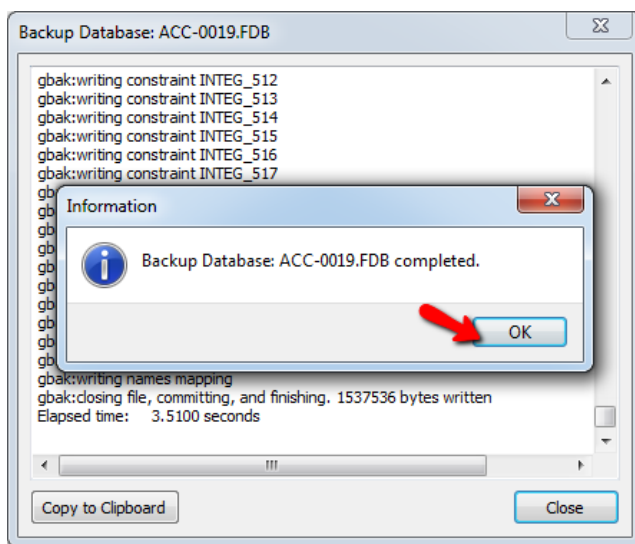 Backup Database: ACC-0019.FDB
gbak:writing constraint INTEG_512
gbak:writing constraint INTEG_513
gbak:writing constraint INTEG_514
gbak:writing constraint INTEG_515
gbak:writing constraint INTEG_516
gbak:writing constraint INTEG_517
Information
Backup Database: ACC-0019.FDB completed.
OK
gbak:writing names mapping
gbak:closing file, committing, and finishing. 1537536 bytes written
Elapsed time: 3.5100 seconds
Copy to Clipboard
Close